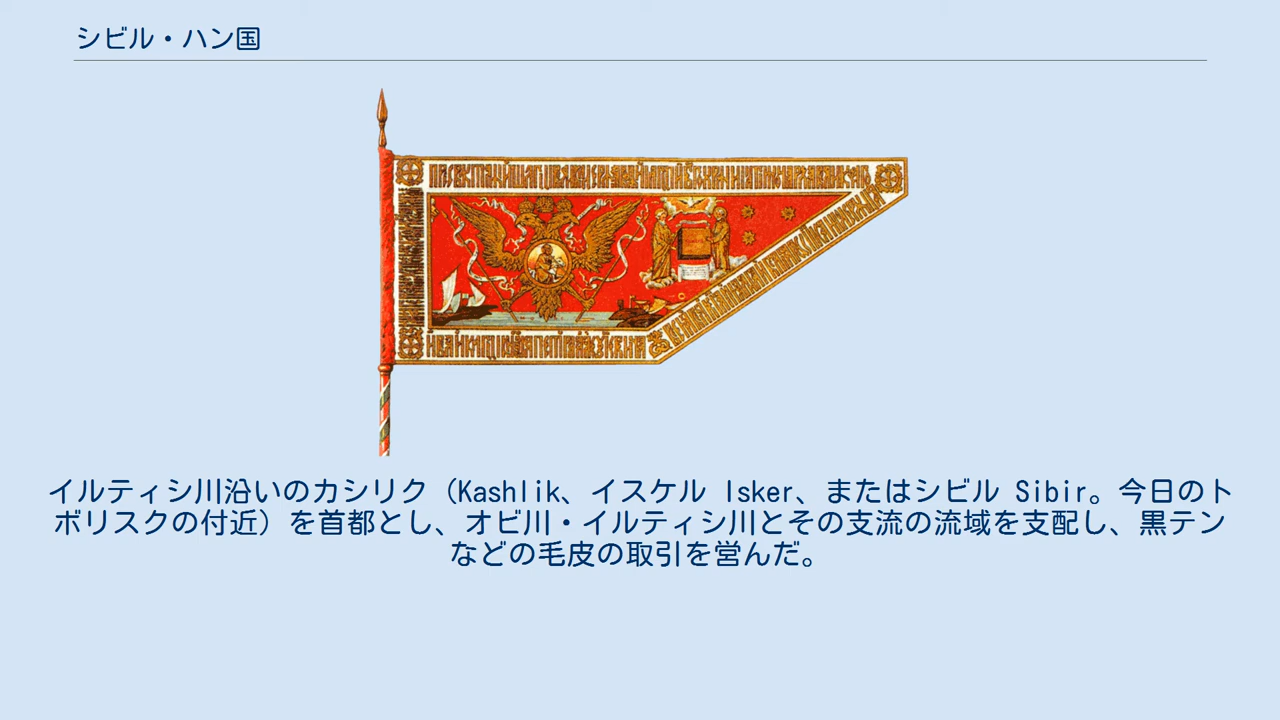 シビル・ハン国
イルティシ川沿いのカシリク（Kashlik、イスケル Isker、またはシビル Sibir。今日のト
ボリスクの付近）を首都とし、オビ川・イルティシ川とその支流の流域を支配し、黒テン
などの毛皮の取引を営んだ。